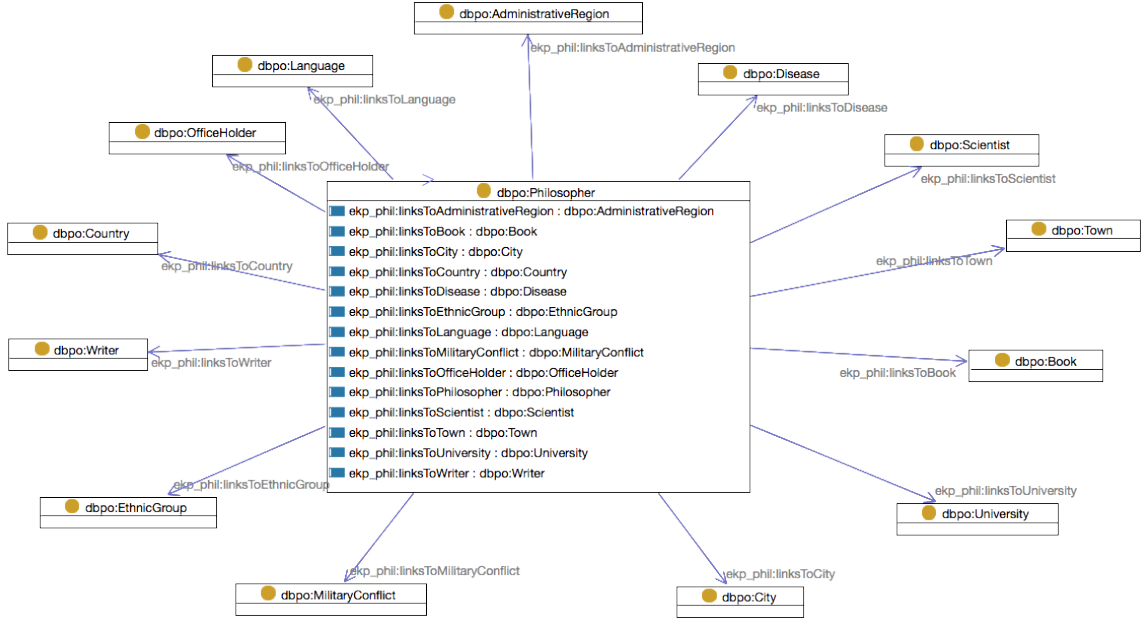 dbpo:AdministrativeRegion
ekp_phil:linksToAdministrativeRegion
dbpo:Language
ekp_phil:linksToLanguage
dbpo:Disease
ekp_phil:linksToDisease
dbpo:OfficeHolder
ekp_phil:linksToOfficeHolder
dbpo:Scientist
ekp_phil:linksToScientist
dbpo:Philosopher
ekp_phil:linksToAdministrativeRegion : dbpo:AdministrativeRegion
ekp_phil:linksToBook : dbpo:Book
ekp_phil:linksToCity : dbpo:City
ekp_phil:linksToCountry : dbpo:Country
ekp_phil:linksToDisease : dbpo:Disease
ekp_phil:linksToEthnicGroup : dbpo:EthnicGroup
ekp_phil:linksToLanguage : dbpo:Language
ekp_phil:linksToMilitaryConflict : dbpo:MilitaryConflict
ekp_phil:linksToOfficeHolder : dbpo:OfficeHolder
ekp_phil:linksToPhilosopher : dbpo:Philosopher
ekp_phil:linksToScientist : dbpo:Scientist
ekp_phil:linksToTown : dbpo:Town
ekp_phil:linksToUniversity : dbpo:University
ekp_phil:linksToWriter : dbpo:Writer
dbpo:Country
ekp_phil:linksToCountry
dbpo:Town
ekp_phil:linksToTown
dbpo:Writer
ekp_phil:linksToWriter
dbpo:Book
ekp_phil:linksToBook
ekp_phil:linksToEthnicGroup
dbpo:EthnicGroup
ekp_phil:linksToUniversity
dbpo:University
ekp_phil:linksToMilitaryConflict
dbpo:MilitaryConflict
ekp_phil:linksToCity
dbpo:City